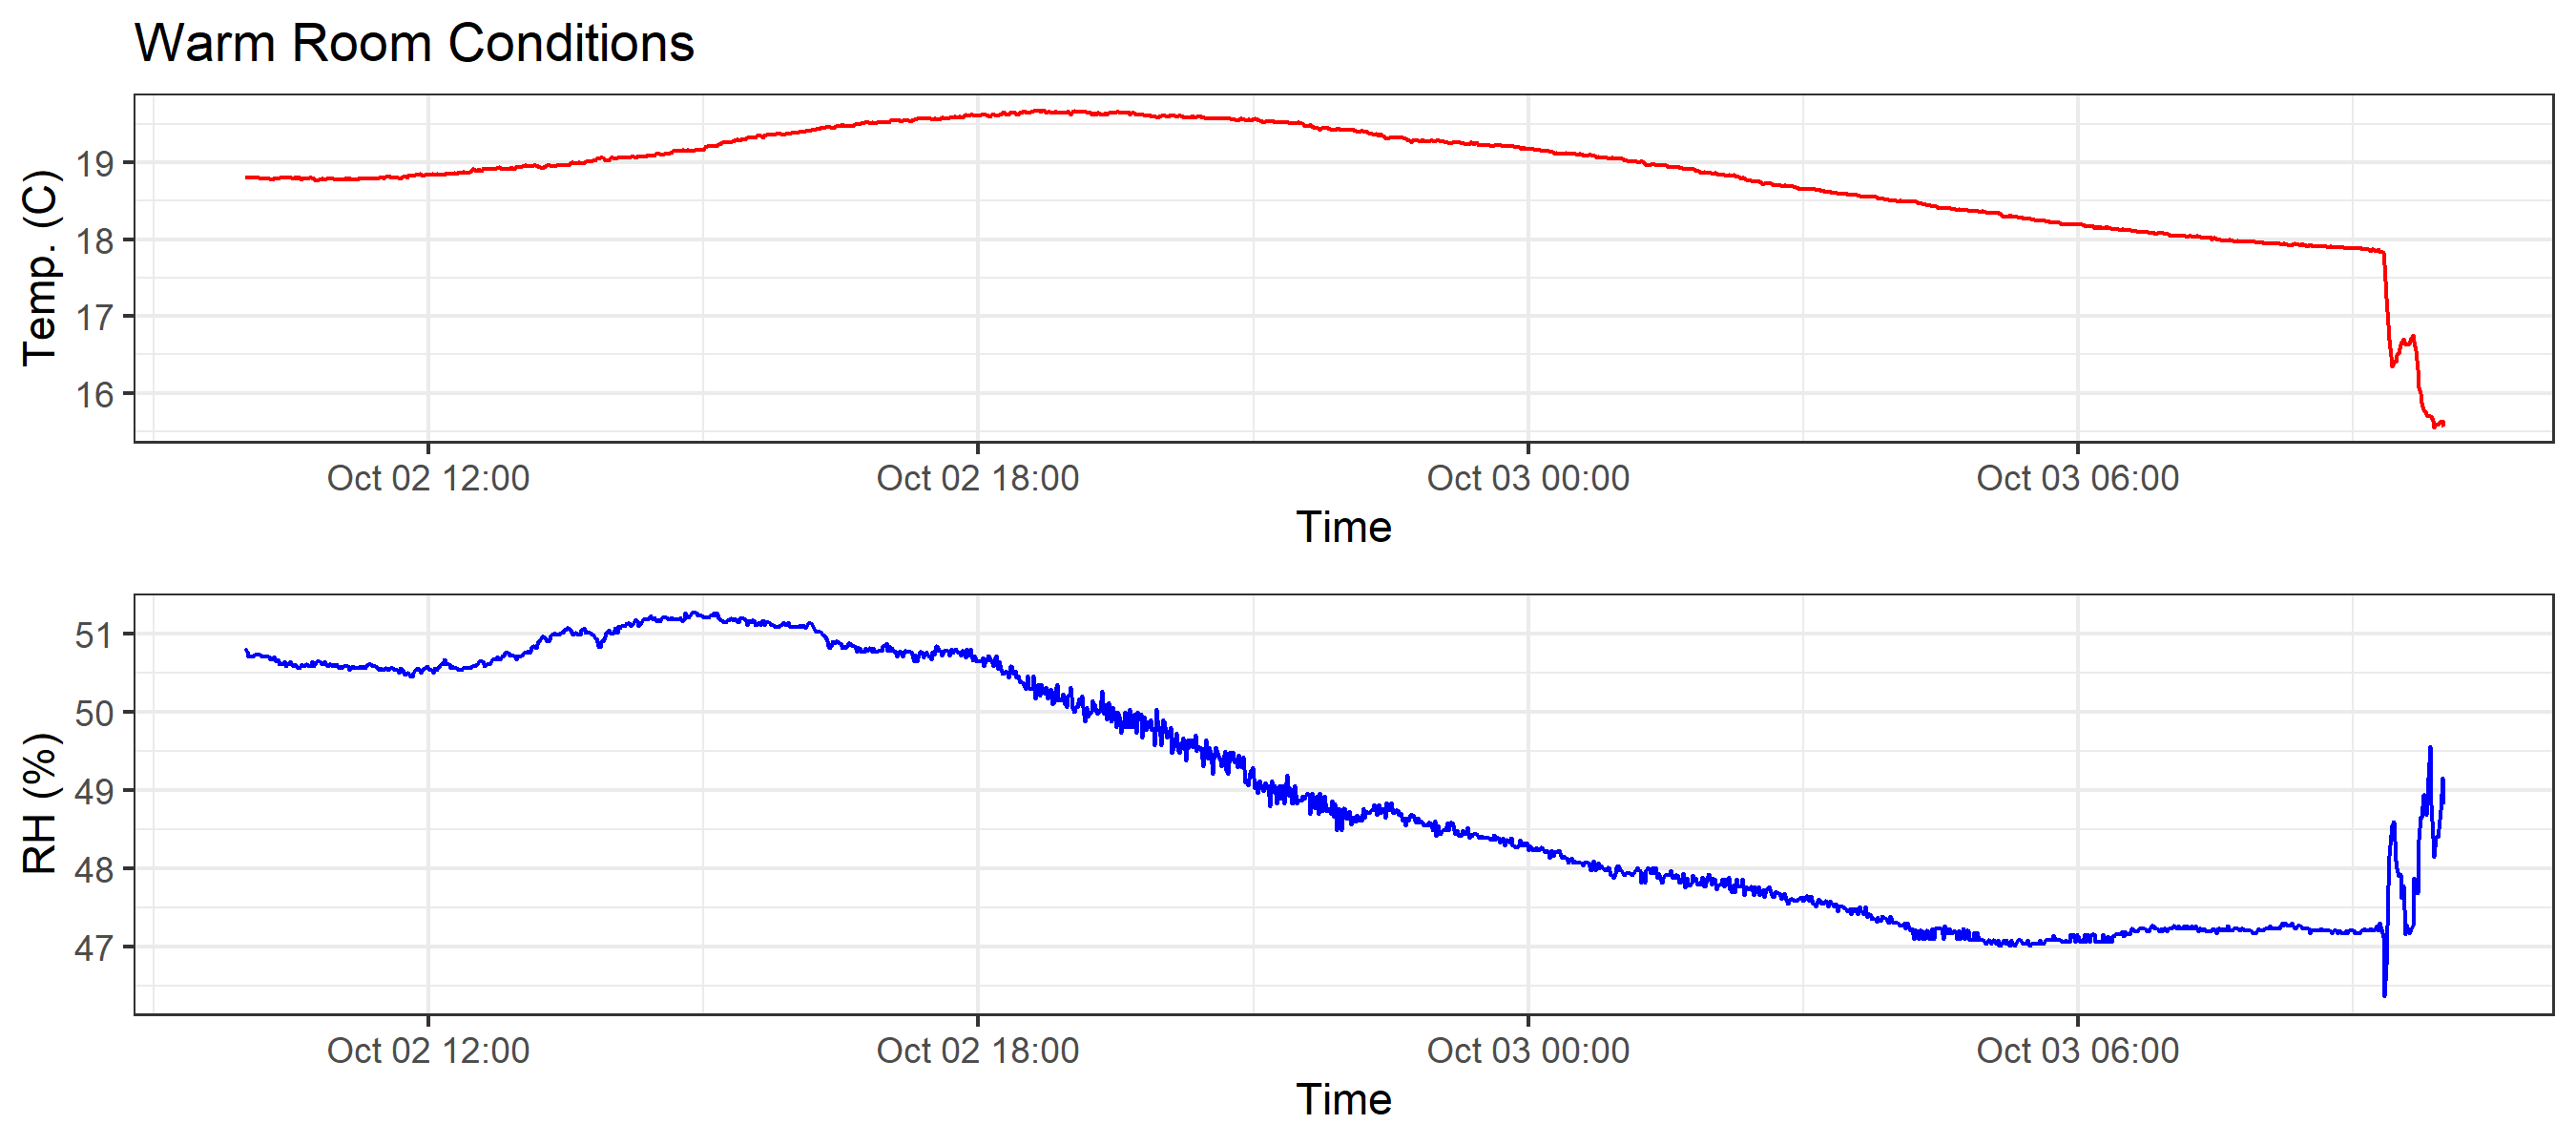 Warm Room Conditions
Temp. (C)
19
18
17
16
Oct 02 12:00 Oct 02 18:00 Oct 03 00:00 Oct 03 06:00
Time
RH (%)
51
50
49
48
47
Oct 02 12:00 Oct 02 18:00 Oct 03 00:00 Oct 03 06:00
Time